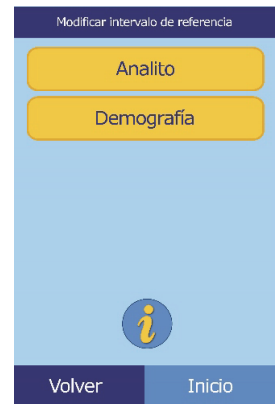 Modificar intervalo de referencia
Analito
Demografía
i
Volver Inicio